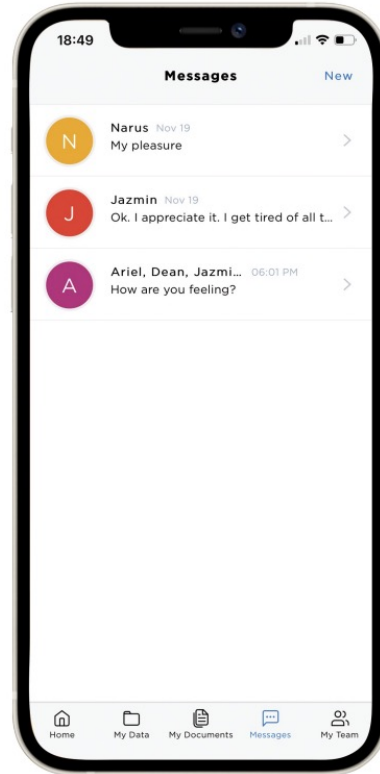 18:49
Messages
New
N
Narus Nov 19
My pleasure
J
Jazmin Nov 19
Ok. I appreciate it. I get tired of all t...
A
Ariel, Dean, Jazmi... 06:01 PM
How are you feeling?
Home
My Data
My Documents
Messages
My Team